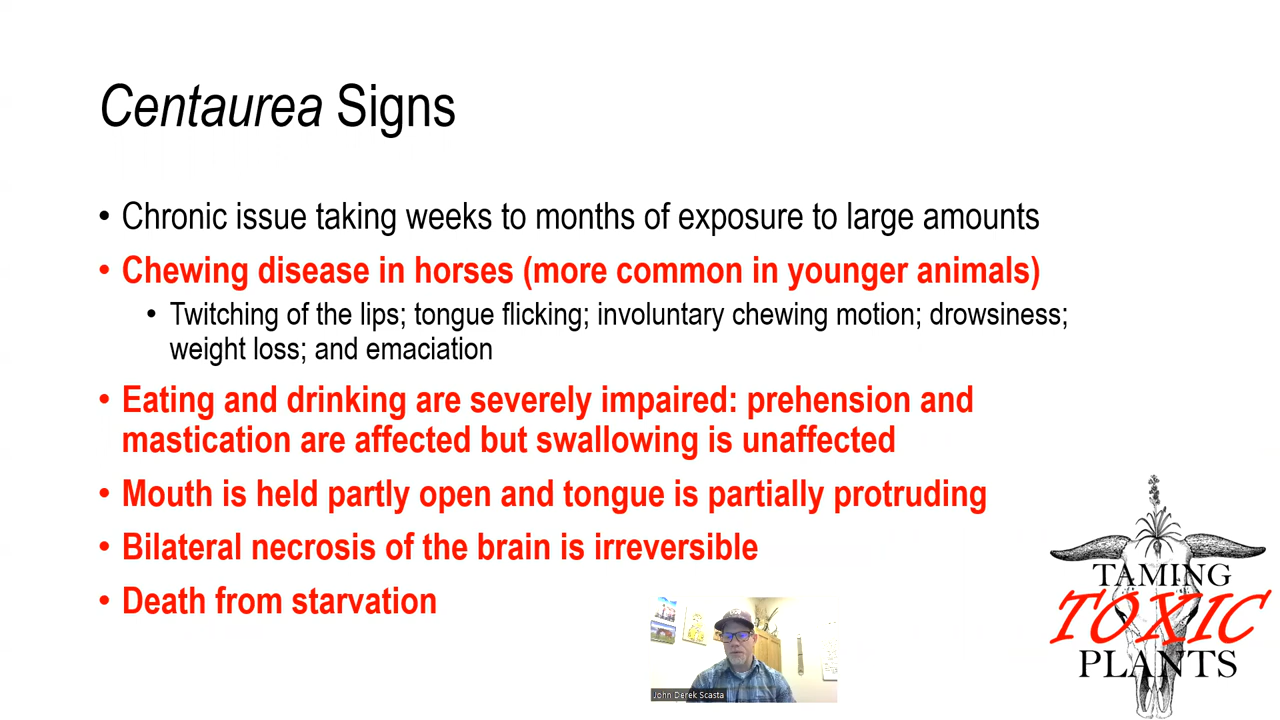 Centaurea Signs
• Chronic issue taking weeks to months of exposure to large amounts
• Chewing disease in horses (more common in younger animals)
• Twitching of the lips; tongue flicking; involuntary chewing motion; drowsiness;
weight loss; and emaciation
• Eating and drinking are severely impaired: prehension and
mastication are affected but swallowing is unaffected
• Mouth is held partly open and tongue is partially protruding
• Bilateral necrosis of the brain is irreversible
• Death from starvation
John Derek Scasta
TAMING
TOXIC
PLANTS